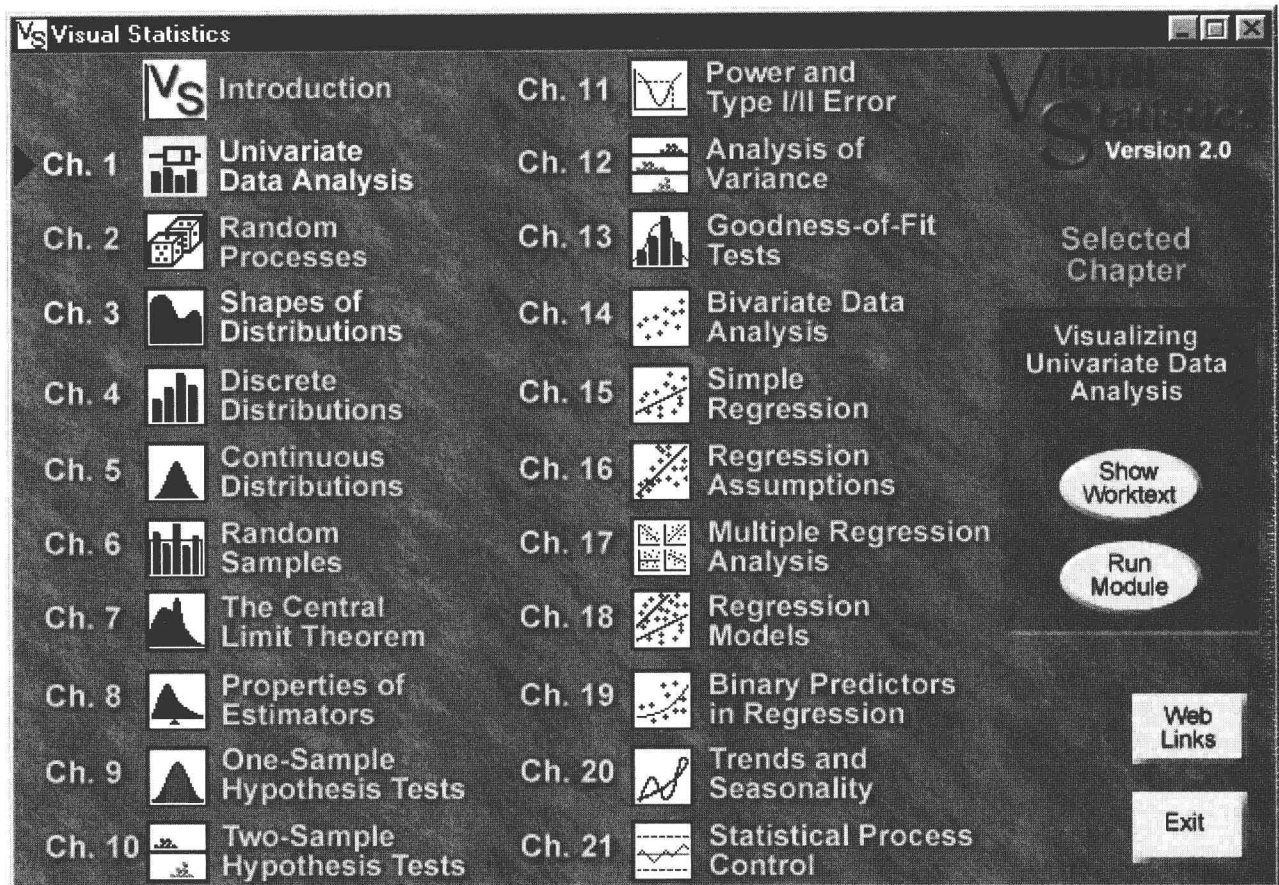 VS Visual Statistics
VS
Introduction
Ch. 1
Univariate
Data Analysis
Ch. 2
Random
Processes
Ch. 3
Shapes of
Distributions
Ch. 4
Discrete
Distributions
Ch. 5
Continuous
Distributions
Ch. 6
Random
Samples
Ch. 7
The Central
Limit Theorem
Ch. 8
Properties of
Estimators
Ch. 9
One-Sample
Hypothesis Tests
Ch. 10
Two-Sample
Hypothesis Tests
Ch. 11
Power and
Type I/II Error
Ch. 12
Analysis of
Variance
Ch. 13
Goodness-of-Fit
Tests
Ch. 14
Bivariate Data
Analysis
Ch. 15
Simple
Regression
Ch. 16
Regression
Assumptions
Ch. 17
Multiple Regression
Analysis
Ch. 18
Regression
Models
Ch. 19
Binary Predictors
in Regression
Ch. 20
Trends and
Seasonality
Ch. 21
Statistical Process
Control
Visual
Statistics
Version 2.0
Selected
Chapter
Visualizing
Univariate Data
Analysis
Show
Worktext
Run
Module
Web
Links
Exit